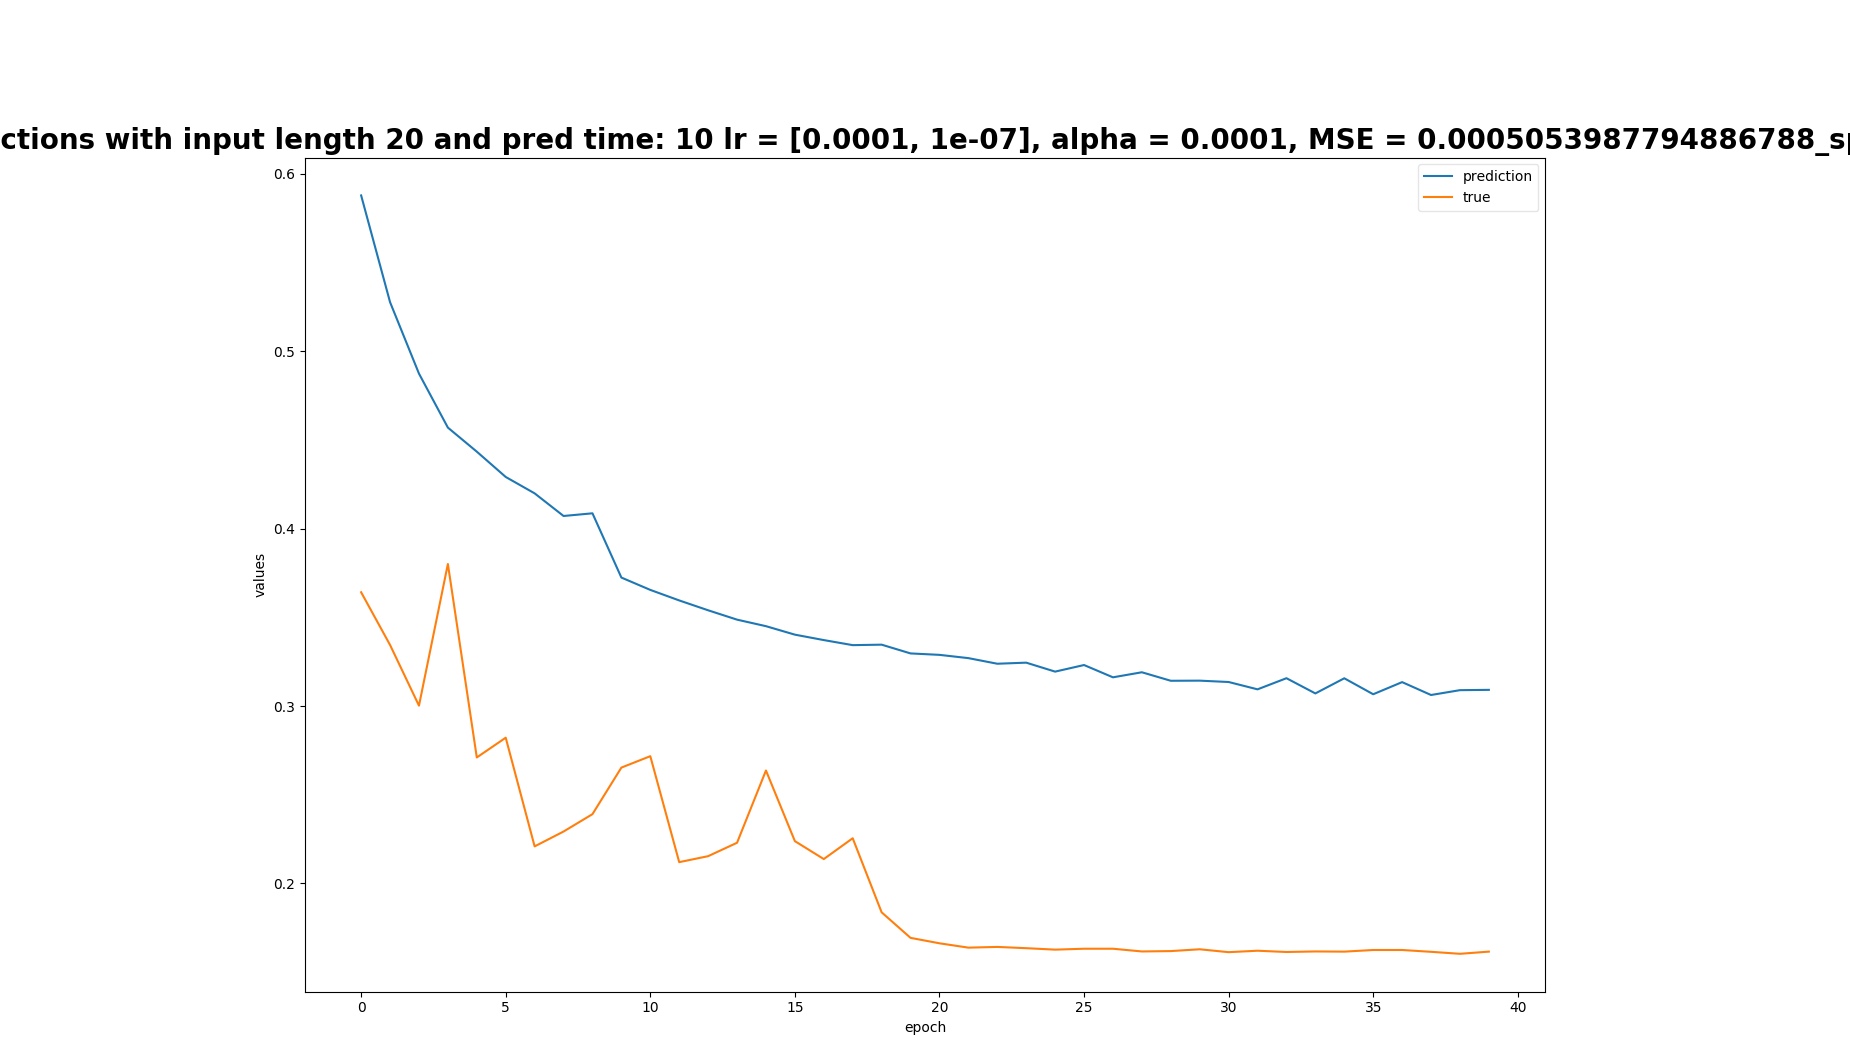 ctions with input length 20 and pred time: 10 lr = [0.0001, 1e-07], alpha = 0.0001, MSE = 0.0005053987794886788_sp
prediction
true
0.6
0.5
0.4
0.3
0.2
values
0 5 10 15 20 25 30 35 40
epoch